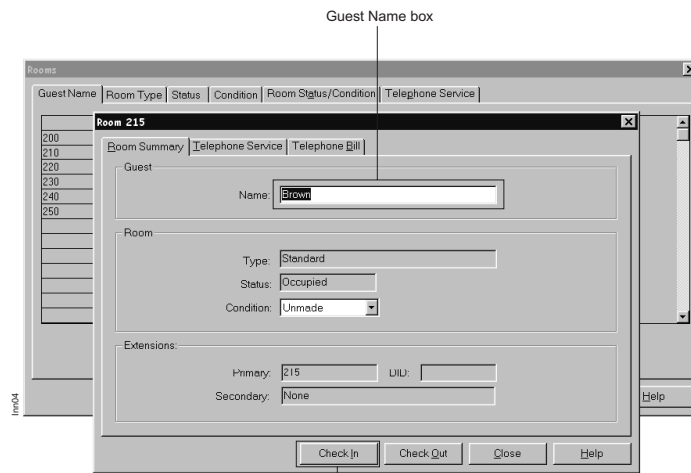 Guest Name box
Rooms
Guest Name Room Type Status Condition Room Status/Condition Telephone Service
Room 215
Room Summary Telephone Service Telephone Bill
200
210
220
230
240
250
Guest
Name: Brown
Room
Type: Standard
Status: Occupied
Condition: Unmade
Extensions:
Primary: 215 DID:
Secondary: None
Help
Check In Check Out Close Help
Inn04